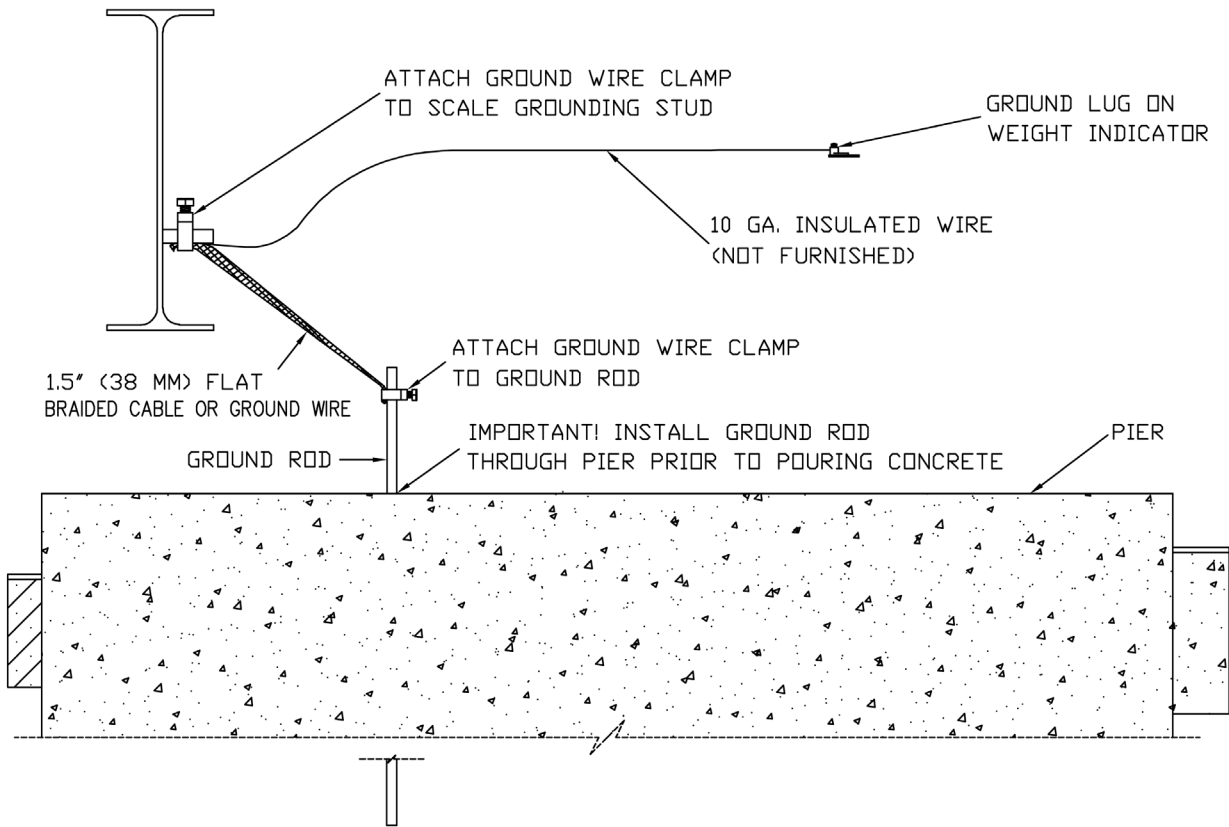 ATTACH GROUND WIRE CLAMP
TO SCALE GROUNDING STUD
GROUND LUG ON
WEIGHT INDICATOR
10 GA. INSULATED WIRE
(NOT FURNISHED)
1.5" (38 MM) FLAT
BRAIDED CABLE OR GROUND WIRE
ATTACH GROUND WIRE CLAMP
TO GROUND ROD
GROUND ROD
IMPORTANT! INSTALL GROUND ROD
THROUGH PIER PRIOR TO POURING CONCRETE
PIER